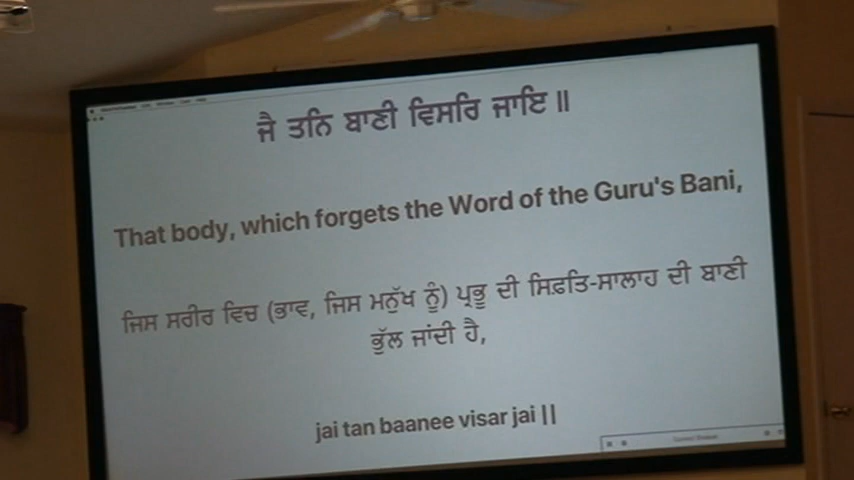 ਜੈ ਤਨਿ ਬਾਣੀ ਵਿਸਰਿ ਜਾਇ ॥
That body, which forgets the Word of the Guru's Bani,
ਜਿਸ ਸਰੀਰ ਵਿਚ (ਭਾਵ, ਜਿਸ ਮਨੁੱਖ ਨੂੰ) ਪ੍ਰਭੂ ਦੀ ਸਿਫ਼ਤਿ-ਸਾਲਾਹ ਦੀ ਬਾਣੀ
ਭੁੱਲ ਜਾਂਦੀ ਹੈ,
jai tan baanee visar jai ||